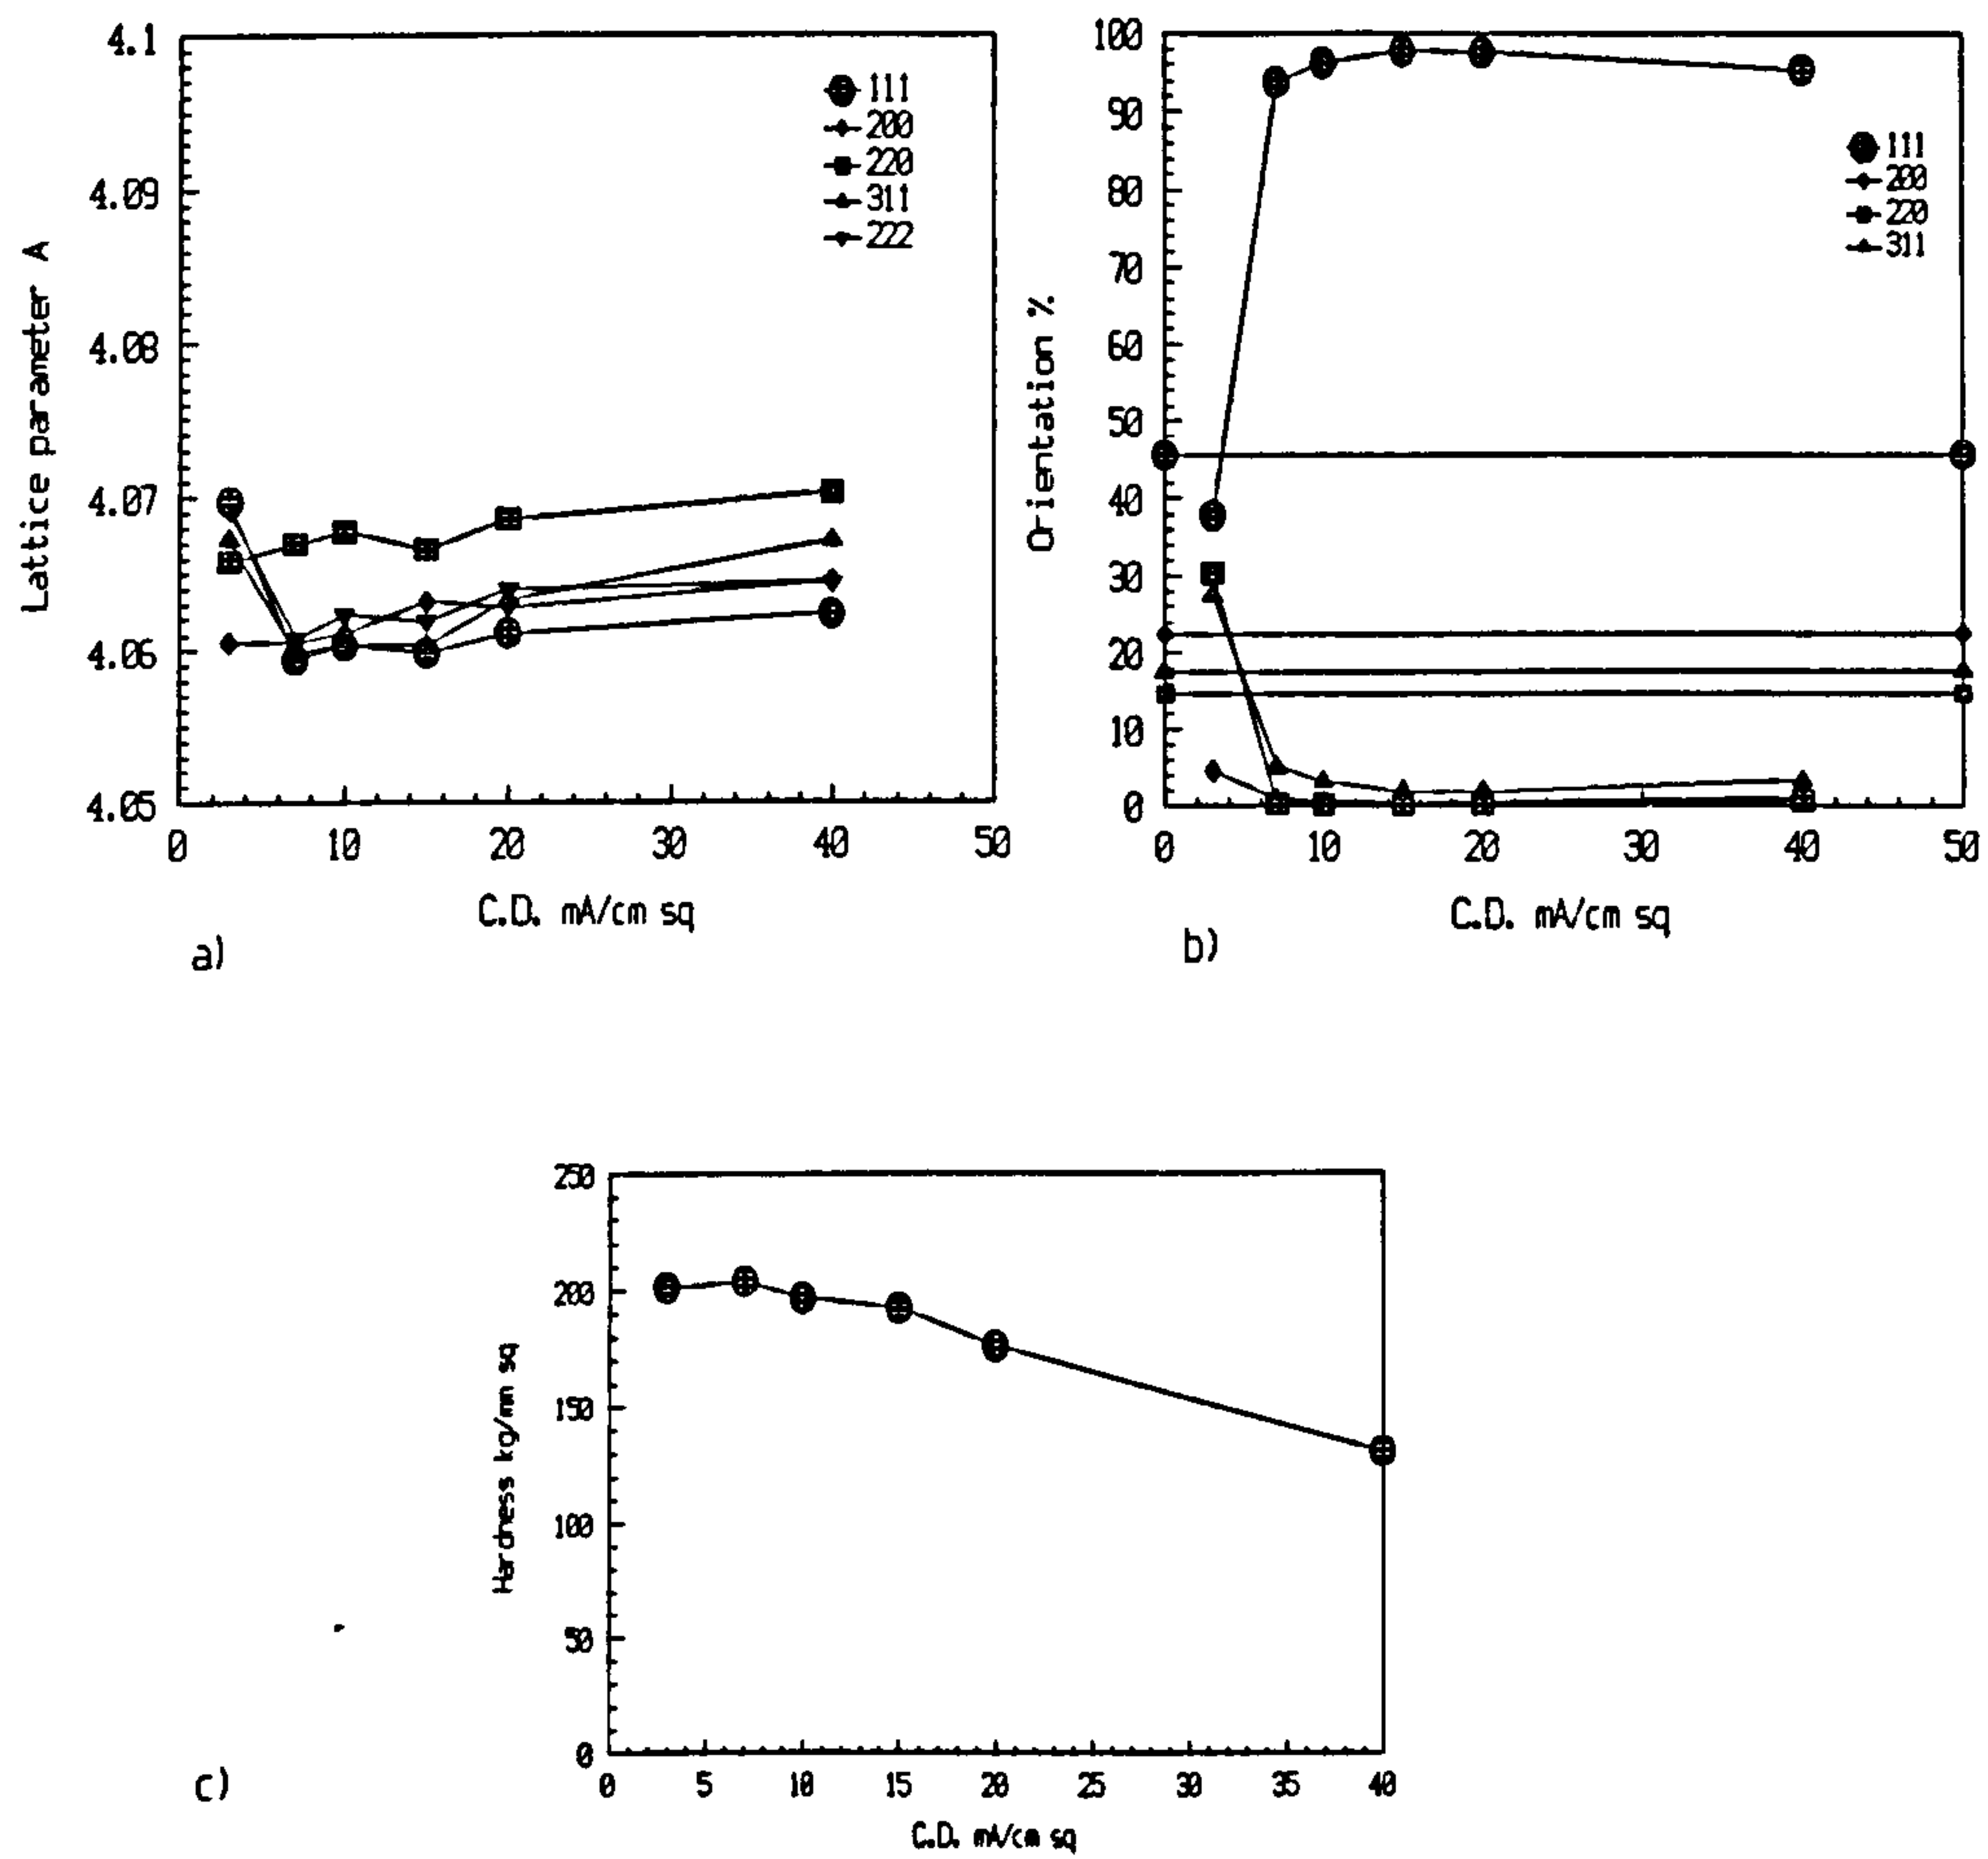 4.1
4.09
4.08
4.07
4.06
4.05
Lattice parameter A
111
200
220
311
222
0 10 20 30 40 50
C.D. mA/cm sq
a)
100
90
80
70
60
50
40
30
20
10
0
Orientation %
111
200
220
311
0 10 20 30 40 50
C.D. mA/cm sq
b)
250
200
150
100
50
0
Hardness kg/mm sq
0 5 10 15 20 25 30 35 40
C.D. mA/cm sq
c)